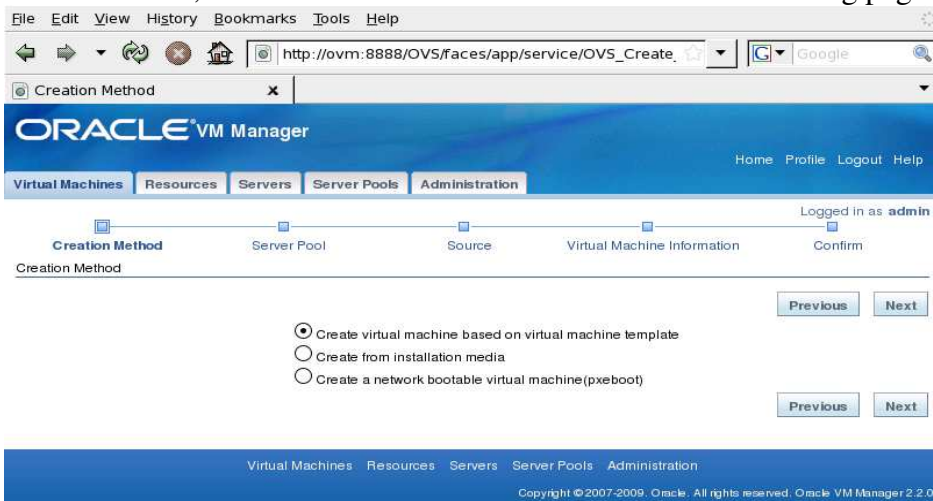 File Edit View History Bookmarks Tools Help
http://ovm:8888/OVS/faces/app/service/OVS_Create_
G Google
Creation Method x
ORACLE VM Manager
Home Profile Logout Help
Virtual Machines Resources Servers Server Pools Administration
Logged in as admin
Creation Method Server Pool Source Virtual Machine Information Confirm
Creation Method
Previous Next
Create virtual machine based on virtual machine template
Create from installation media
Create a network bootable virtual machine(pxeboot)
Previous Next
Virtual Machines Resources Servers Server Pools Administration
Copyright © 2007-2009, Oracle. All rights reserved. Oracle VM Manager 2.2.0